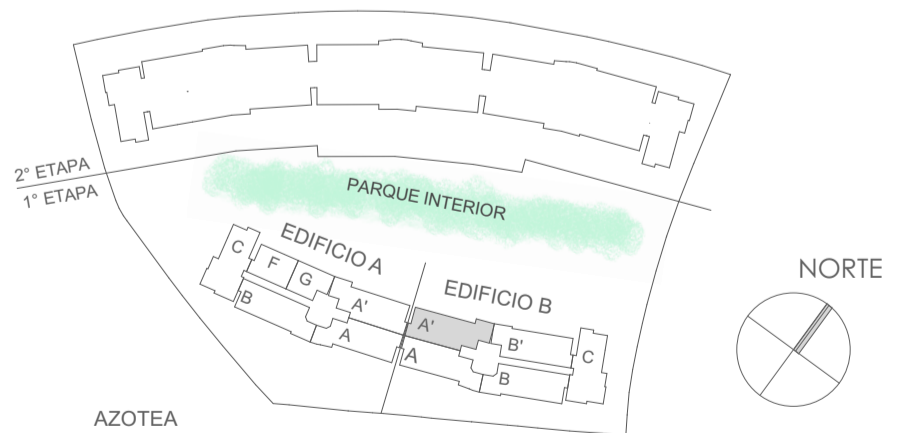 2° ETAPA
1° ETAPA
PARQUE INTERIOR
EDIFICIO A
C
F
G
A'
B
A
EDIFICIO B
A'
B'
C
A
B
NORTE
AZOTEA